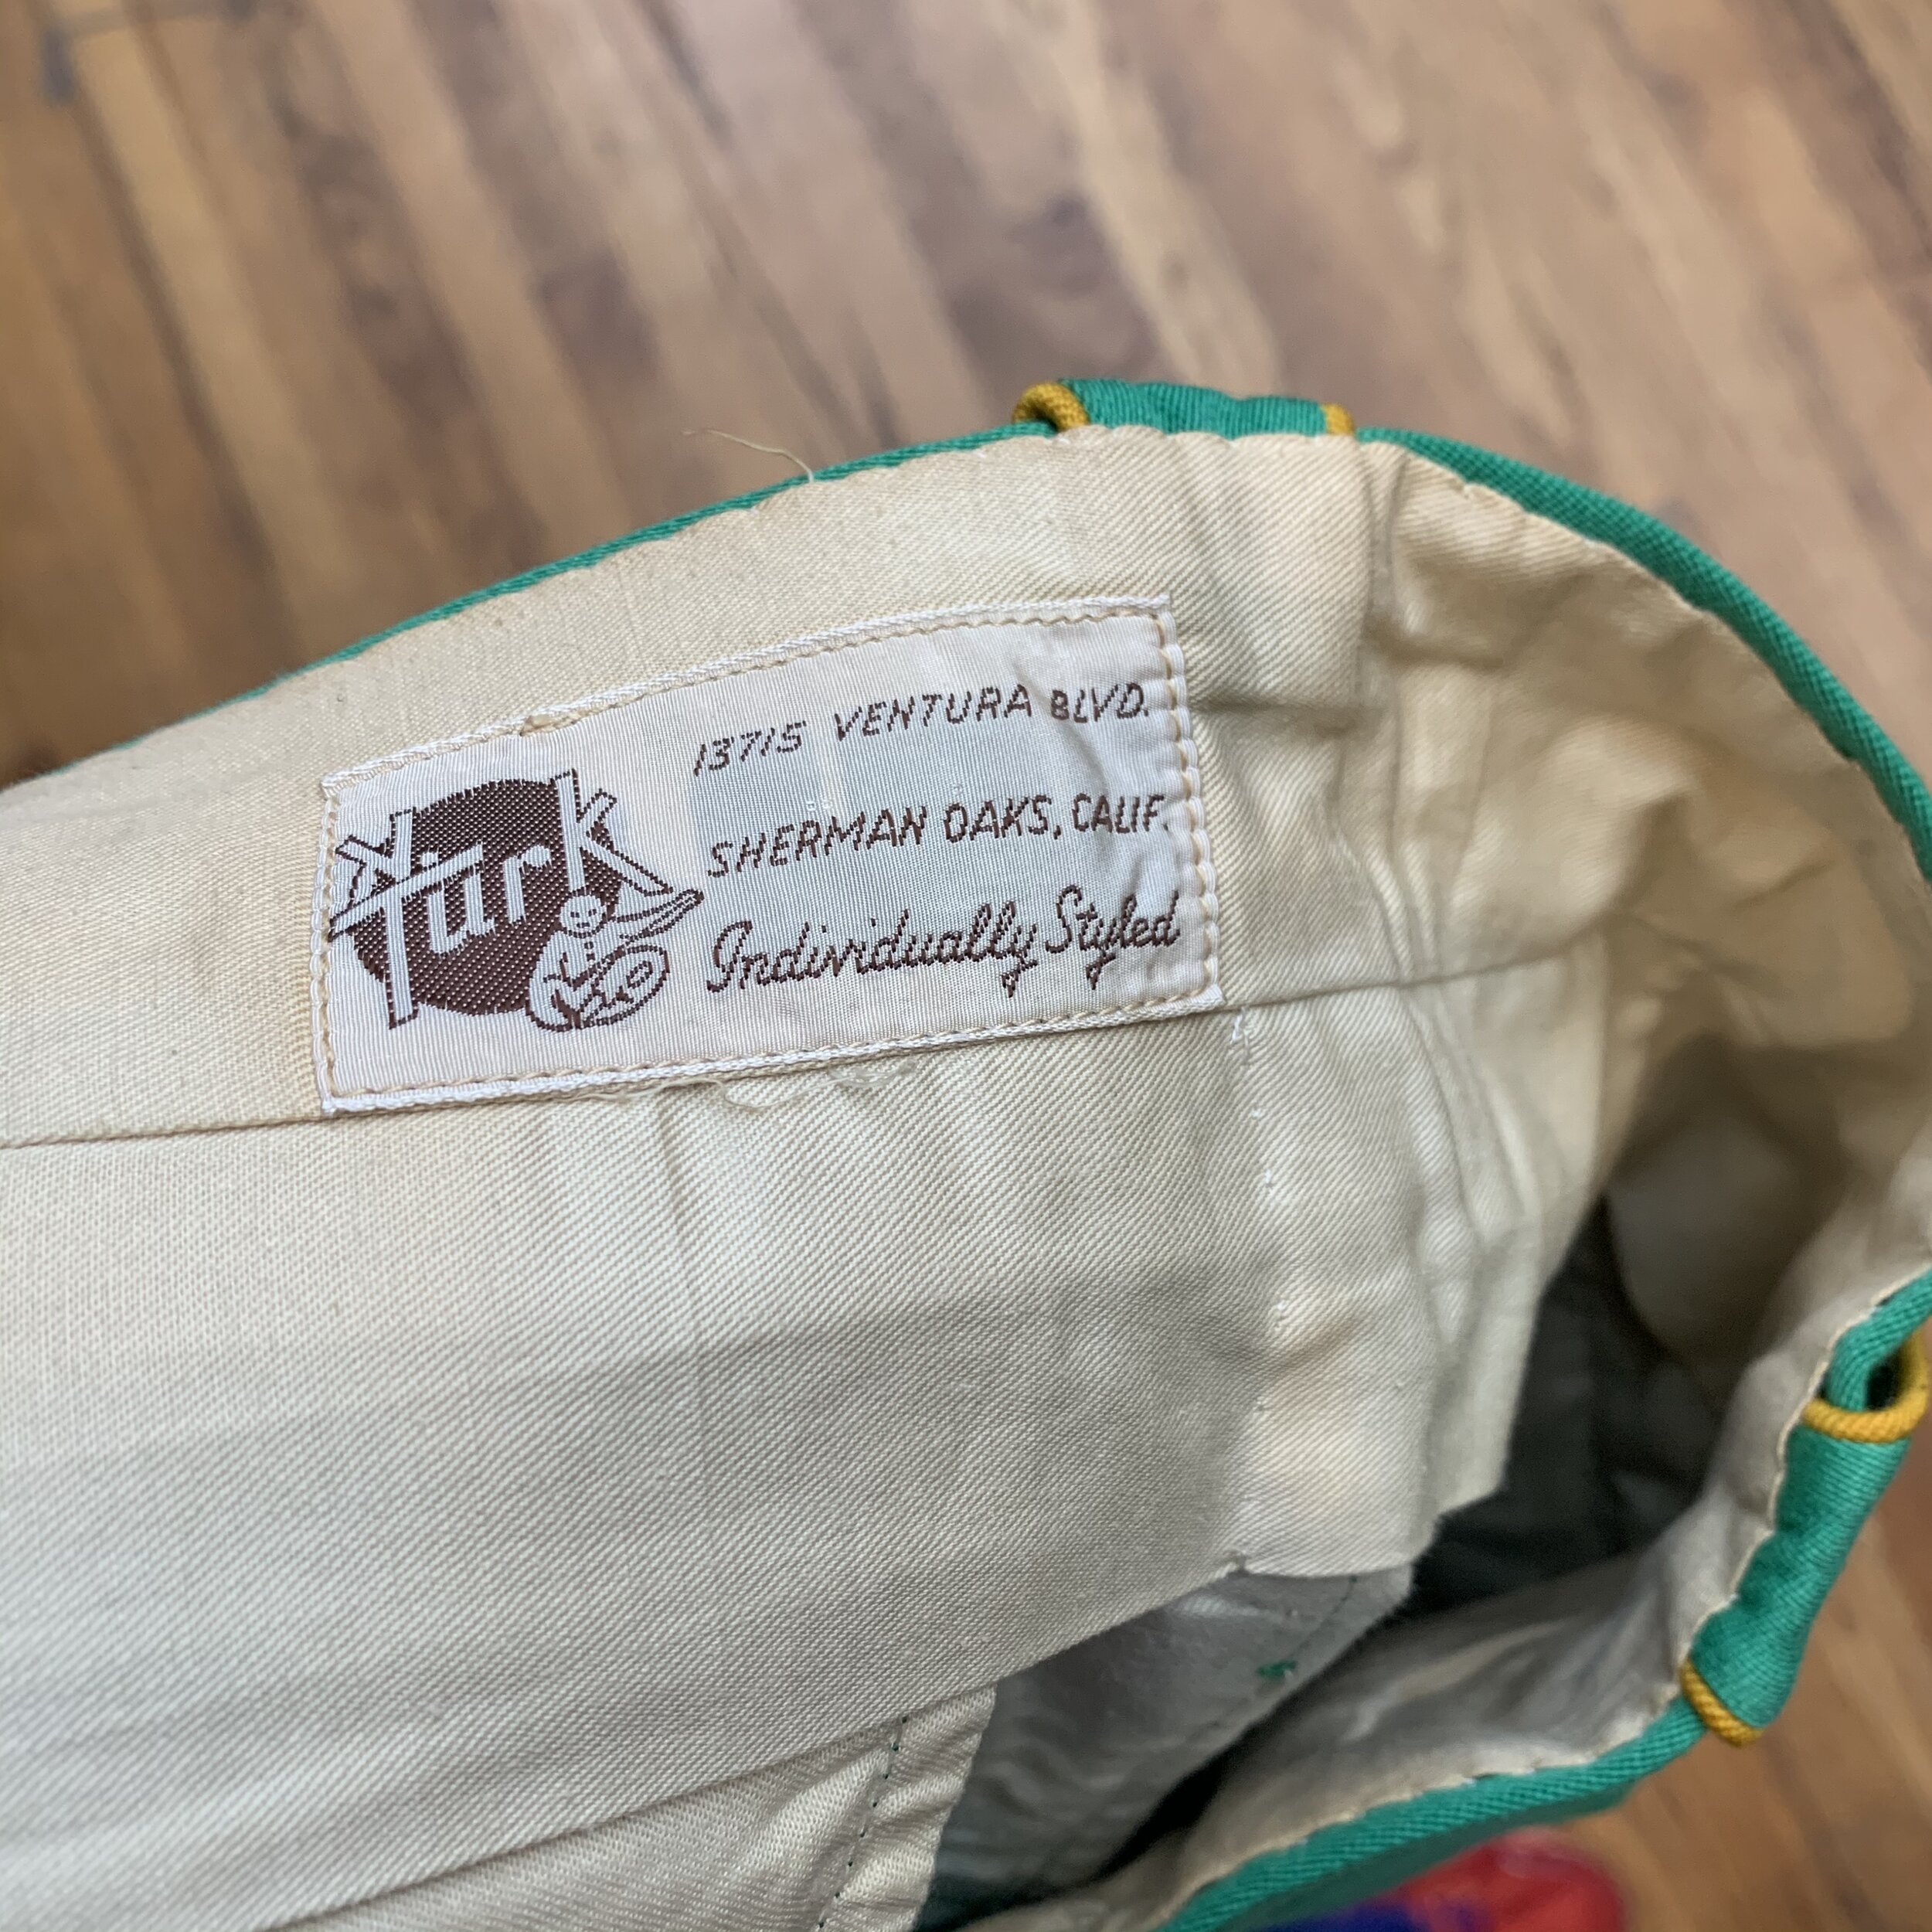 Turk
13715 VENTURA BLVD.
SHERMAN OAKS, CALIF.
Individually Styled